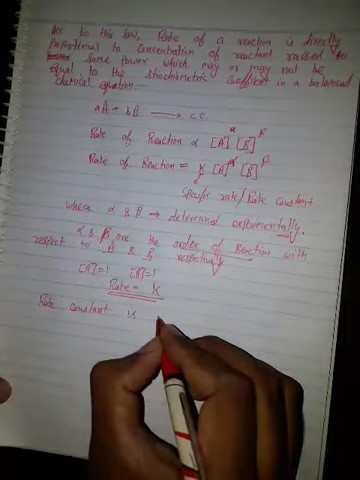 Acc to this law, Rate of a reaction is directly
Proportional to Concentration of reactant raised to
some power which may or may not be
equal to the Stoichiometric Coefficient in a balanced
chemical equation.
aA + bB ⟶ cC
Rate of Reaction ∝ [A]^α [B]^β
Rate of Reaction = K [A]^α [B]^β
Specific rate/Rate Constant
where α & β → determined experimentally.
α & β are the order of Reaction with
respect to A & B respectively
[A]=1 [B]=1
Rate = K
Rate Constant is